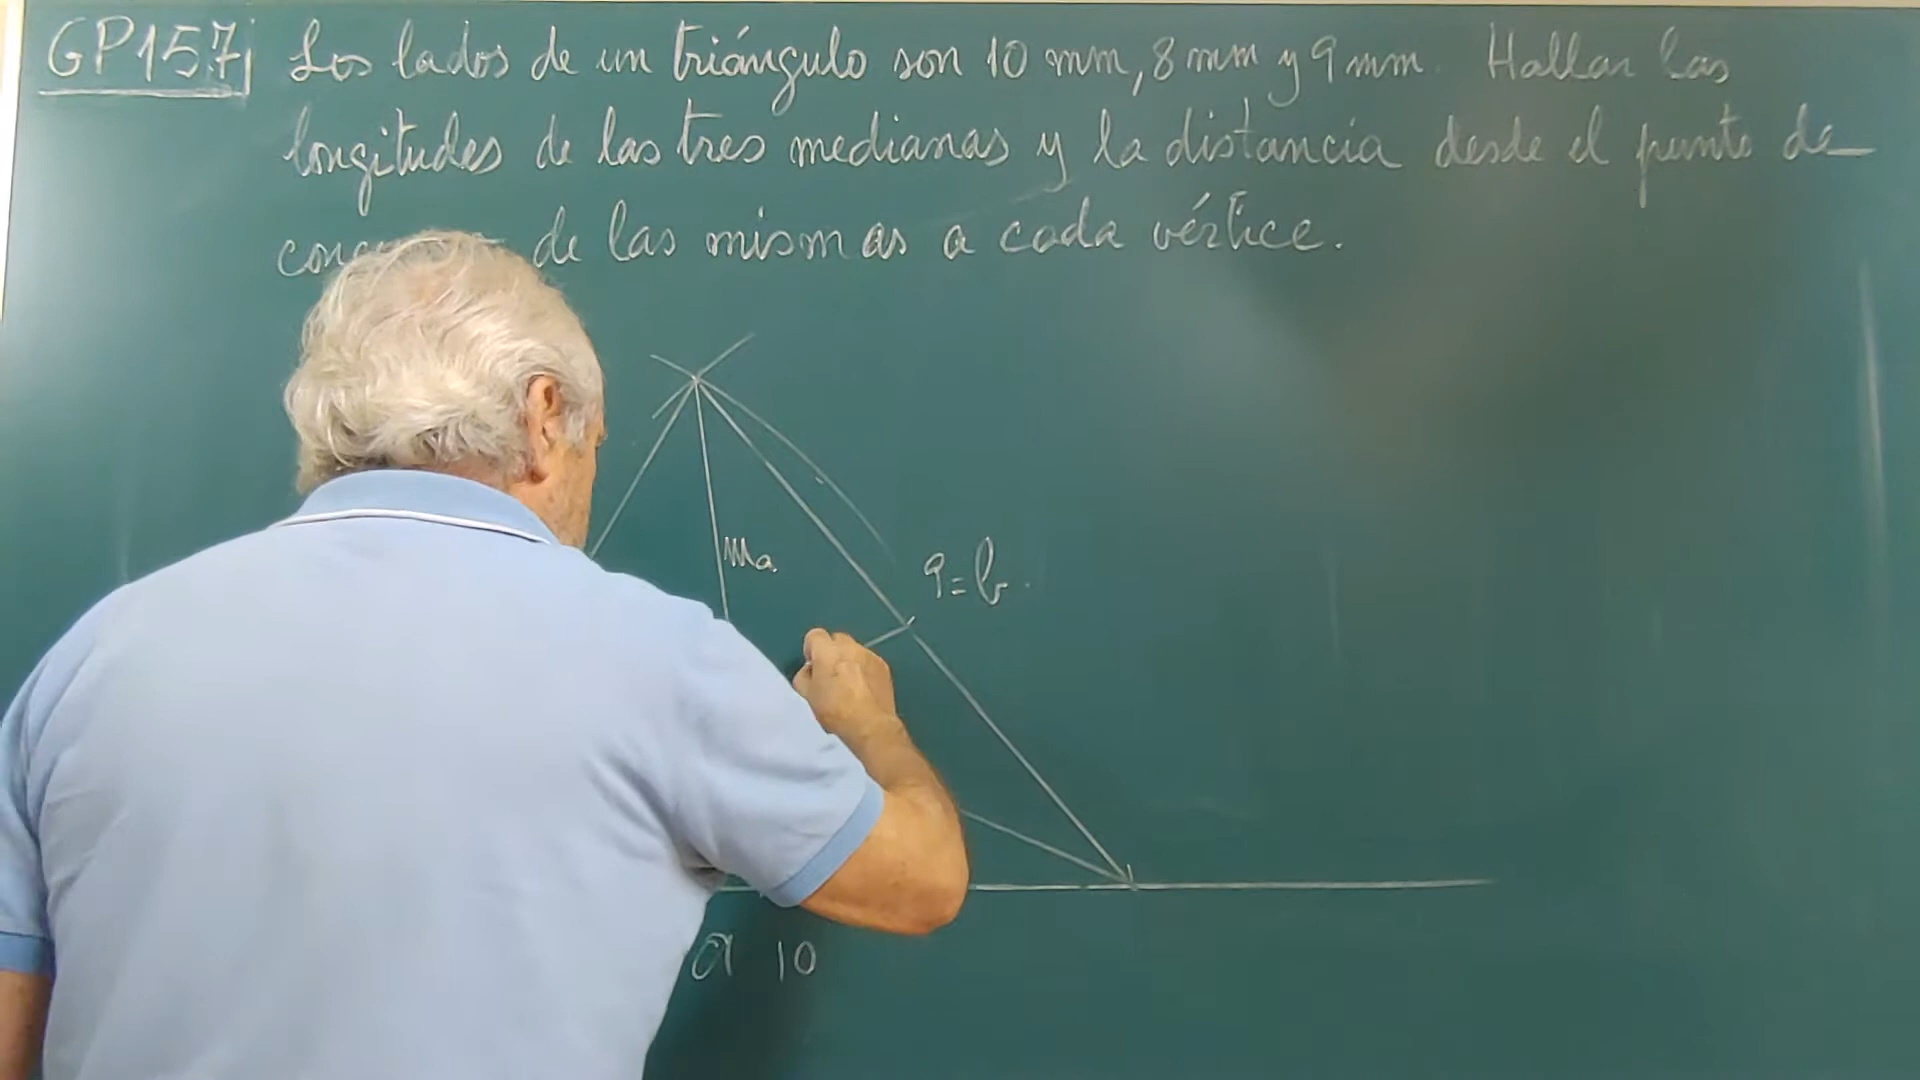 GP157 Los lados de un triángulo son 10 mm, 8 mm y 9 mm. Hallar las
longitudes de las tres medianas y la distancia desde el punto de
de las mismas a cada vértice.
ma
9=b
a 10